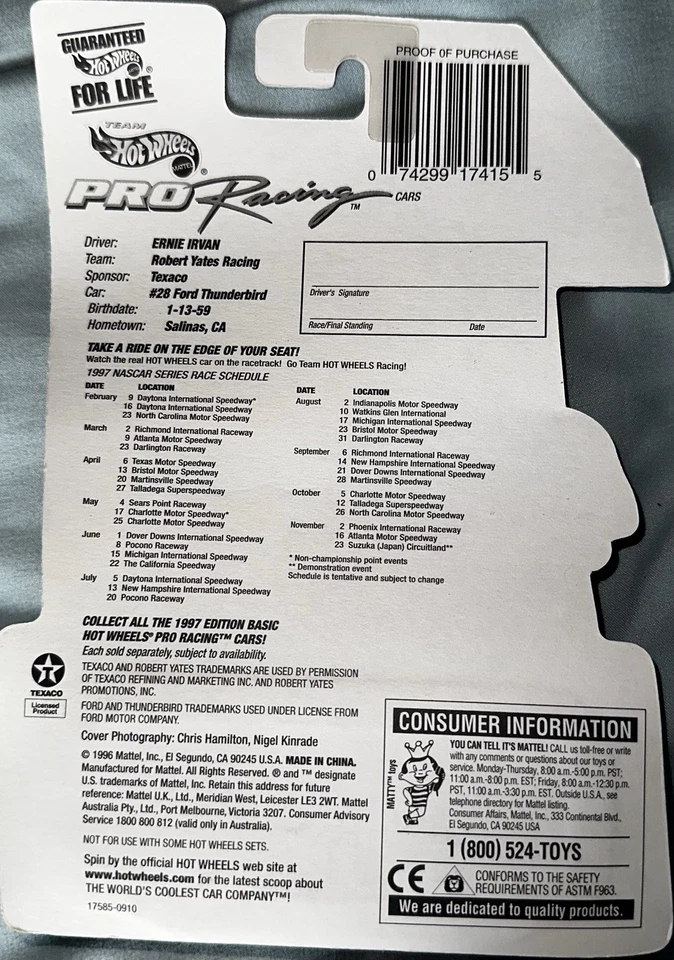 GUARANTEED
Hot Wheels ®
FOR LIFE
PROOF OF PURCHASE
0 74299 17415 5
TEAM
Hot Wheels
MATTEL ®
PRO Racing ™ CARS
Driver: ERNIE IRVAN
Team: Robert Yates Racing
Sponsor: Texaco
Car: #28 Ford Thunderbird
Birthdate: 1-13-59
Hometown: Salinas, CA
Driver's Signature
Race/Final Standing Date
TAKE A RIDE ON THE EDGE OF YOUR SEAT!
Watch the real HOT WHEELS car on the racetrack! Go Team HOT WHEELS Racing!
1997 NASCAR SERIES RACE SCHEDULE
DATE LOCATION
February 9 Daytona International Speedway*
16 Daytona International Speedway
23 North Carolina Motor Speedway
March 2 Richmond International Raceway
9 Atlanta Motor Speedway
23 Darlington Raceway
April 6 Texas Motor Speedway
13 Bristol Motor Speedway
20 Martinsville Speedway
27 Talladega Superspeedway
May 4 Sears Point Raceway
17 Charlotte Motor Speedway*
25 Charlotte Motor Speedway
June 1 Dover Downs International Speedway
8 Pocono Raceway
15 Michigan International Speedway
22 The California Speedway
July 5 Daytona International Speedway
13 New Hampshire International Speedway
20 Pocono Raceway
DATE LOCATION
August 2 Indianapolis Motor Speedway
10 Watkins Glen International
17 Michigan International Speedway
23 Bristol Motor Speedway
31 Darlington Raceway
September 6 Richmond International Raceway
14 New Hampshire International Speedway
21 Dover Downs International Speedway
28 Martinsville Speedway
October 5 Charlotte Motor Speedway
12 Talladega Superspeedway
26 North Carolina Motor Speedway
November 2 Phoenix International Raceway
16 Atlanta Motor Speedway
23 Suzuka (Japan) Circuitland**
* Non-championship point events
** Demonstration event
Schedule is tentative and subject to change
COLLECT ALL THE 1997 EDITION BASIC
HOT WHEELS® PRO RACING™ CARS!
Each sold separately, subject to availability.
T
TEXACO
Licensed
Product
TEXACO AND ROBERT YATES TRADEMARKS ARE USED BY PERMISSION
OF TEXACO REFINING AND MARKETING INC. AND ROBERT YATES
PROMOTIONS, INC.
FORD AND THUNDERBIRD TRADEMARKS USED UNDER LICENSE FROM
FORD MOTOR COMPANY.
Cover Photography: Chris Hamilton, Nigel Kinrade
© 1996 Mattel, Inc., El Segundo, CA 90245 U.S.A. MADE IN CHINA.
Manufactured for Mattel. All Rights Reserved. ® and ™ designate
U.S. trademarks of Mattel, Inc. Retain this address for future
reference: Mattel U.K., Ltd., Meridian West, Leicester LE3 2WT. Mattel
Australia Pty., Ltd., Port Melbourne, Victoria 3207. Consumer Advisory
Service 1800 800 812 (valid only in Australia).
NOT FOR USE WITH SOME HOT WHEELS SETS.
Spin by the official HOT WHEELS web site at
www.hotwheels.com for the latest scoop about
THE WORLD'S COOLEST CAR COMPANY™!
17585-0910
CONSUMER INFORMATION
MATTY™ toys
YOU CAN TELL IT'S MATTEL! CALL us toll-free or write
with any comments or questions about our toys or
service. Monday-Thursday, 8:00 a.m.-5:00 p.m. PST;
11:00 a.m.-8:00 p.m. EST; Friday, 8:00 a.m.-12:30 p.m.
PST, 11:00 a.m.-3:30 p.m. EST. Outside U.S.A., see
telephone directory for Mattel listing.
Consumer Affairs, Mattel, Inc., 333 Continental Blvd.,
El Segundo, CA 90245 USA
1 (800) 524-TOYS
CE CONFORMS TO THE SAFETY
REQUIREMENTS OF ASTM F963.
We are dedicated to quality products.